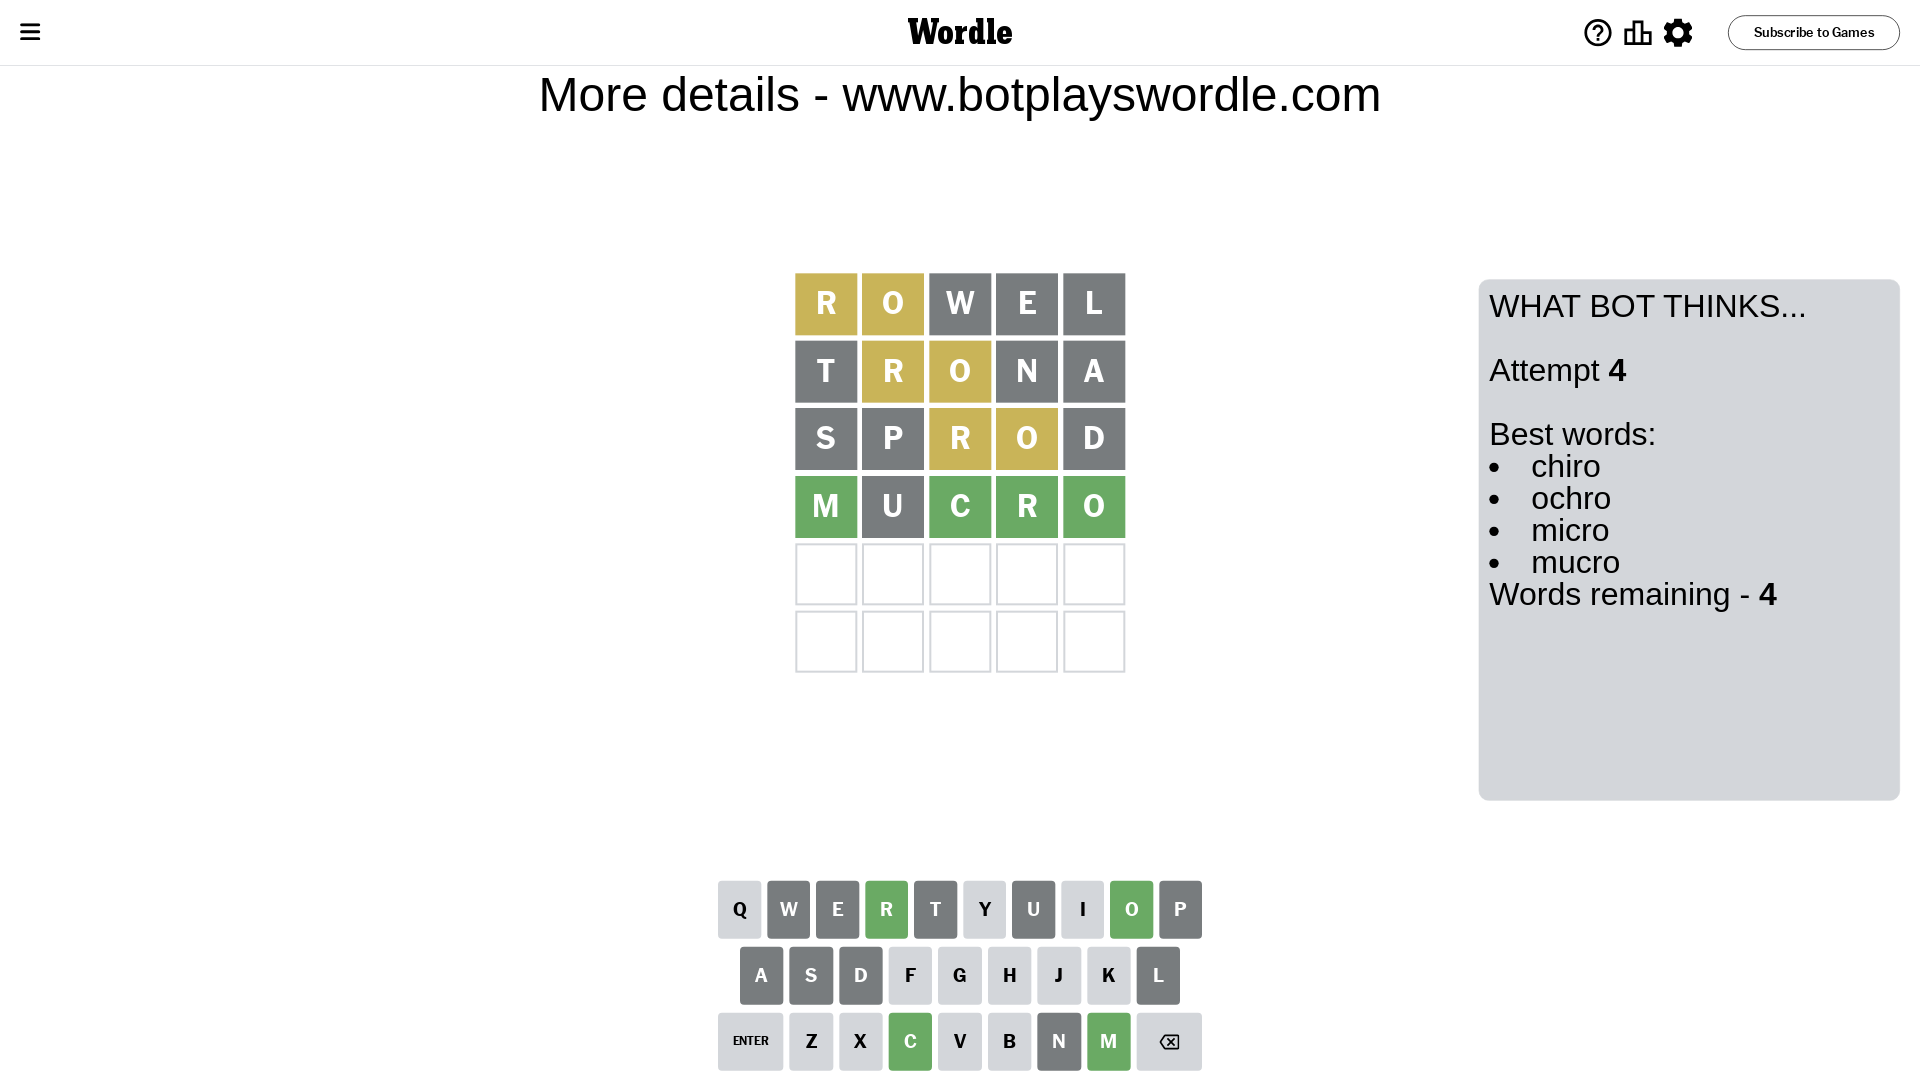 Wordle
Subscribe to Games
More details - www.botplayswordle.com
R O W E L
T R O N A
S P R O D
M U C R O
WHAT BOT THINKS...
Attempt 4
Best words:
• chiro
• ochro
• micro
• mucro
Words remaining - 4
Q W E R T Y U I O P
A S D F G H J K L
ENTER Z X C V B N M